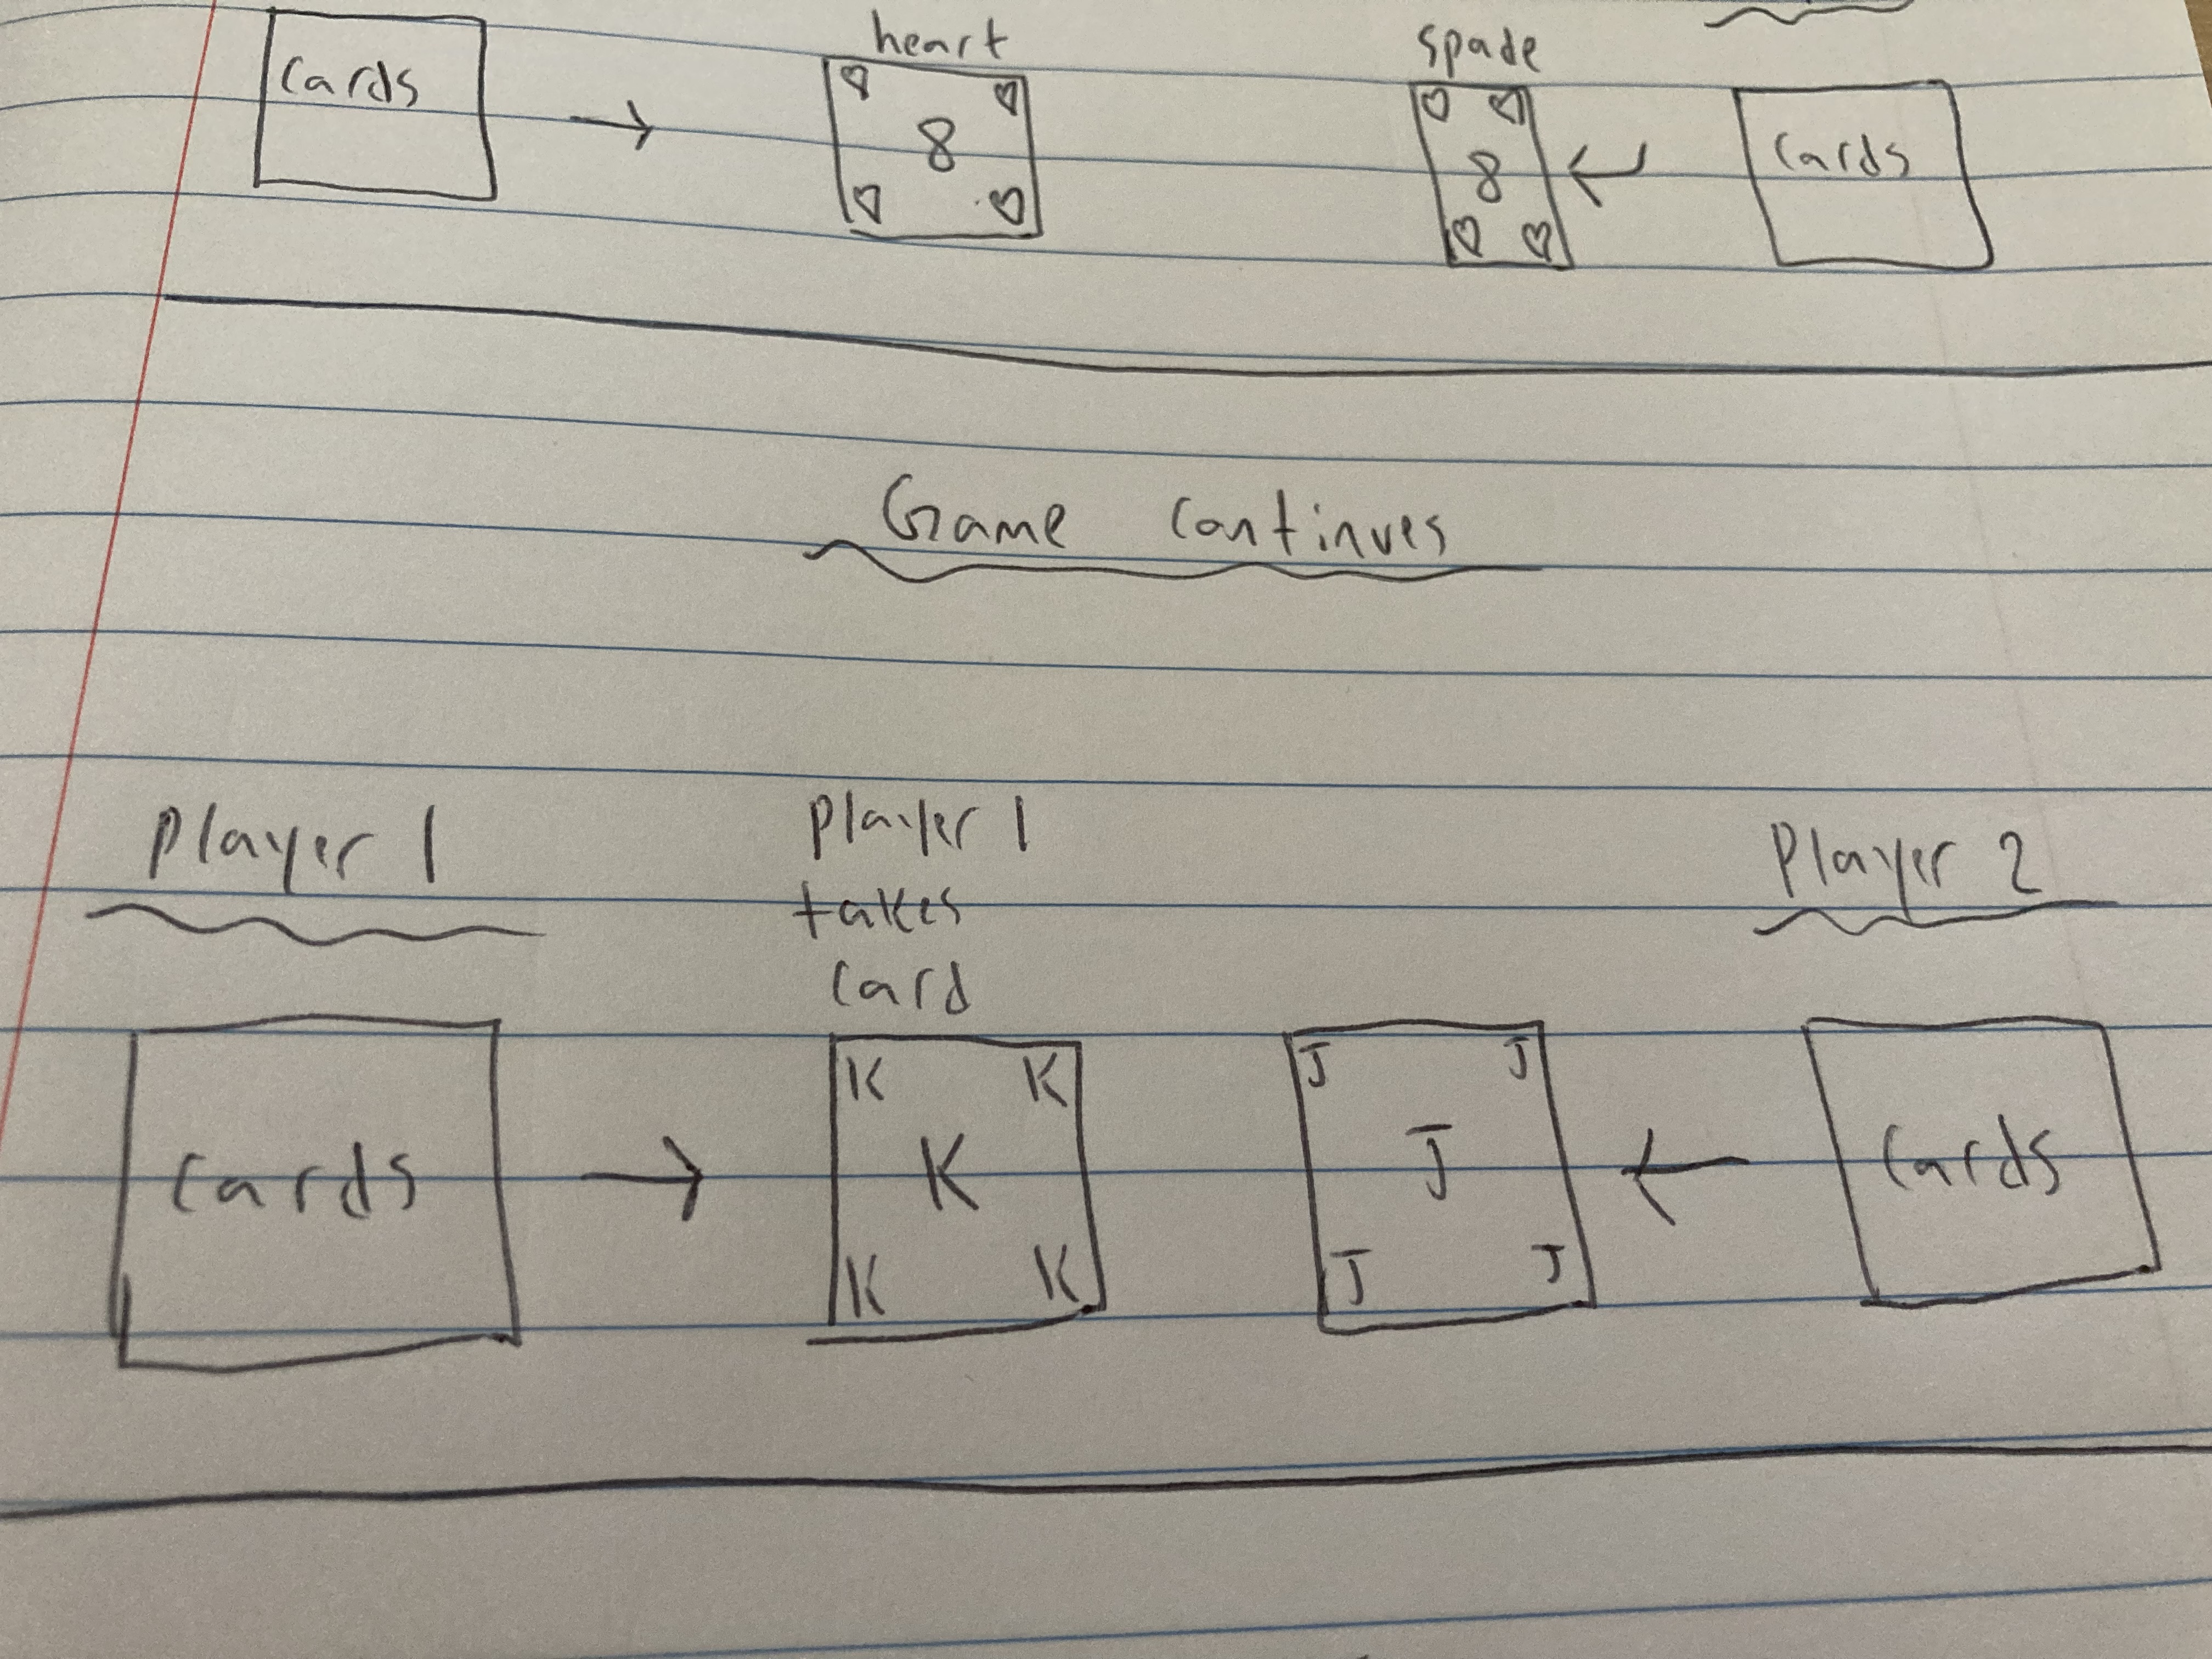 heart
spade
cards
8
8
cards
Game continues
Player 1
Player 1
takes
card
Player 2
K K
J J
cards
K
J
cards
K K
J J